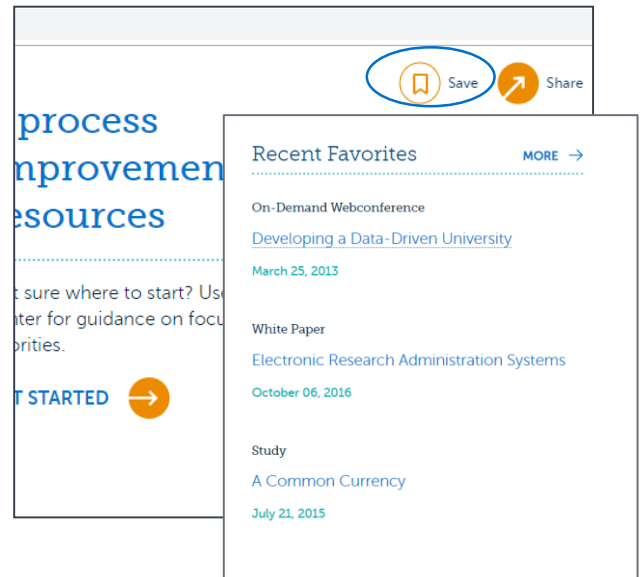 Save
Share
process
mprovemen
esources
t sure where to start? Use
nter for guidance on focu
orities.
T STARTED
Recent Favorites
MORE
On-Demand Webconference
Developing a Data-Driven University
March 25, 2013
White Paper
Electronic Research Administration Systems
October 06, 2016
Study
A Common Currency
July 21, 2015